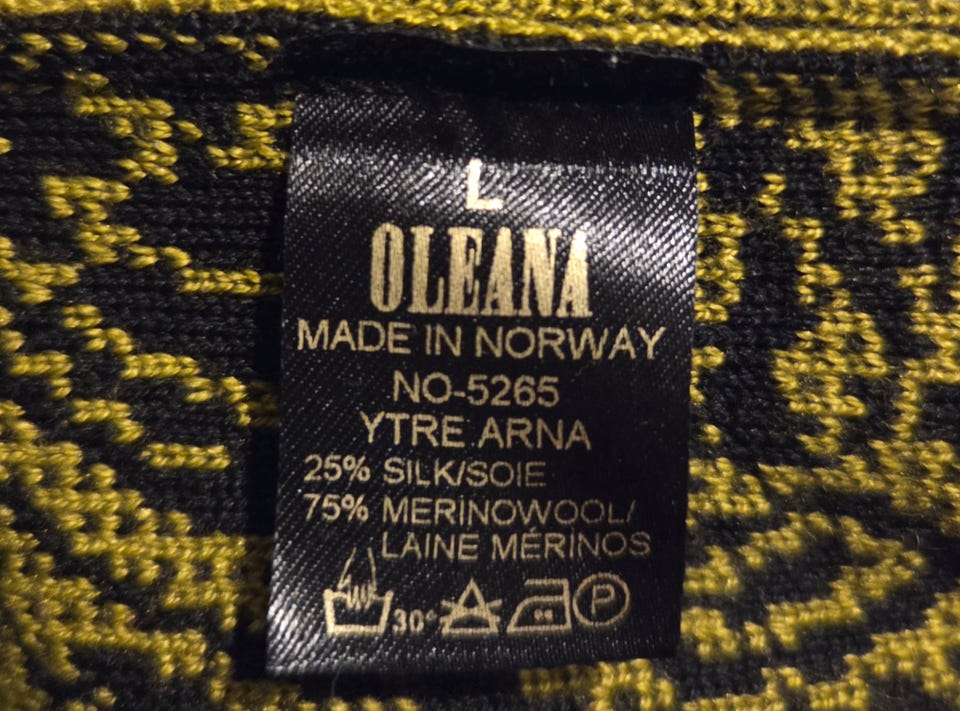 L
OLEANA
MADE IN NORWAY
NO-5265
YTRE ARNA
25% SILK/SOIE
75% MERINOWOOL/
LAINE MÉRINOS
30° P